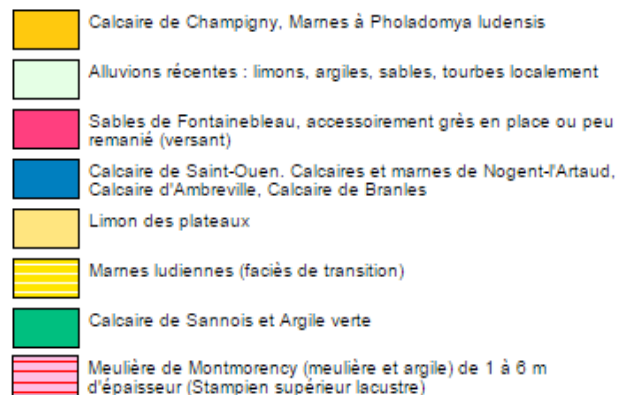 Calcaire de Champigny, Marnes à Pholadomya ludensis
Alluvions récentes : limons, argiles, sables, tourbes localement
Sables de Fontainebleau, accessoirement grès en place ou peu
remanié (versant)
Calcaire de Saint-Ouen. Calcaires et marnes de Nogent-l'Artaud,
Calcaire d'Ambreville, Calcaire de Branles
Limon des plateaux
Marnes ludiennes (faciès de transition)
Calcaire de Sannois et Argile verte
Meulière de Montmorency (meulière et argile) de 1 à 6 m
d'épaisseur (Stampien supérieur lacustre)